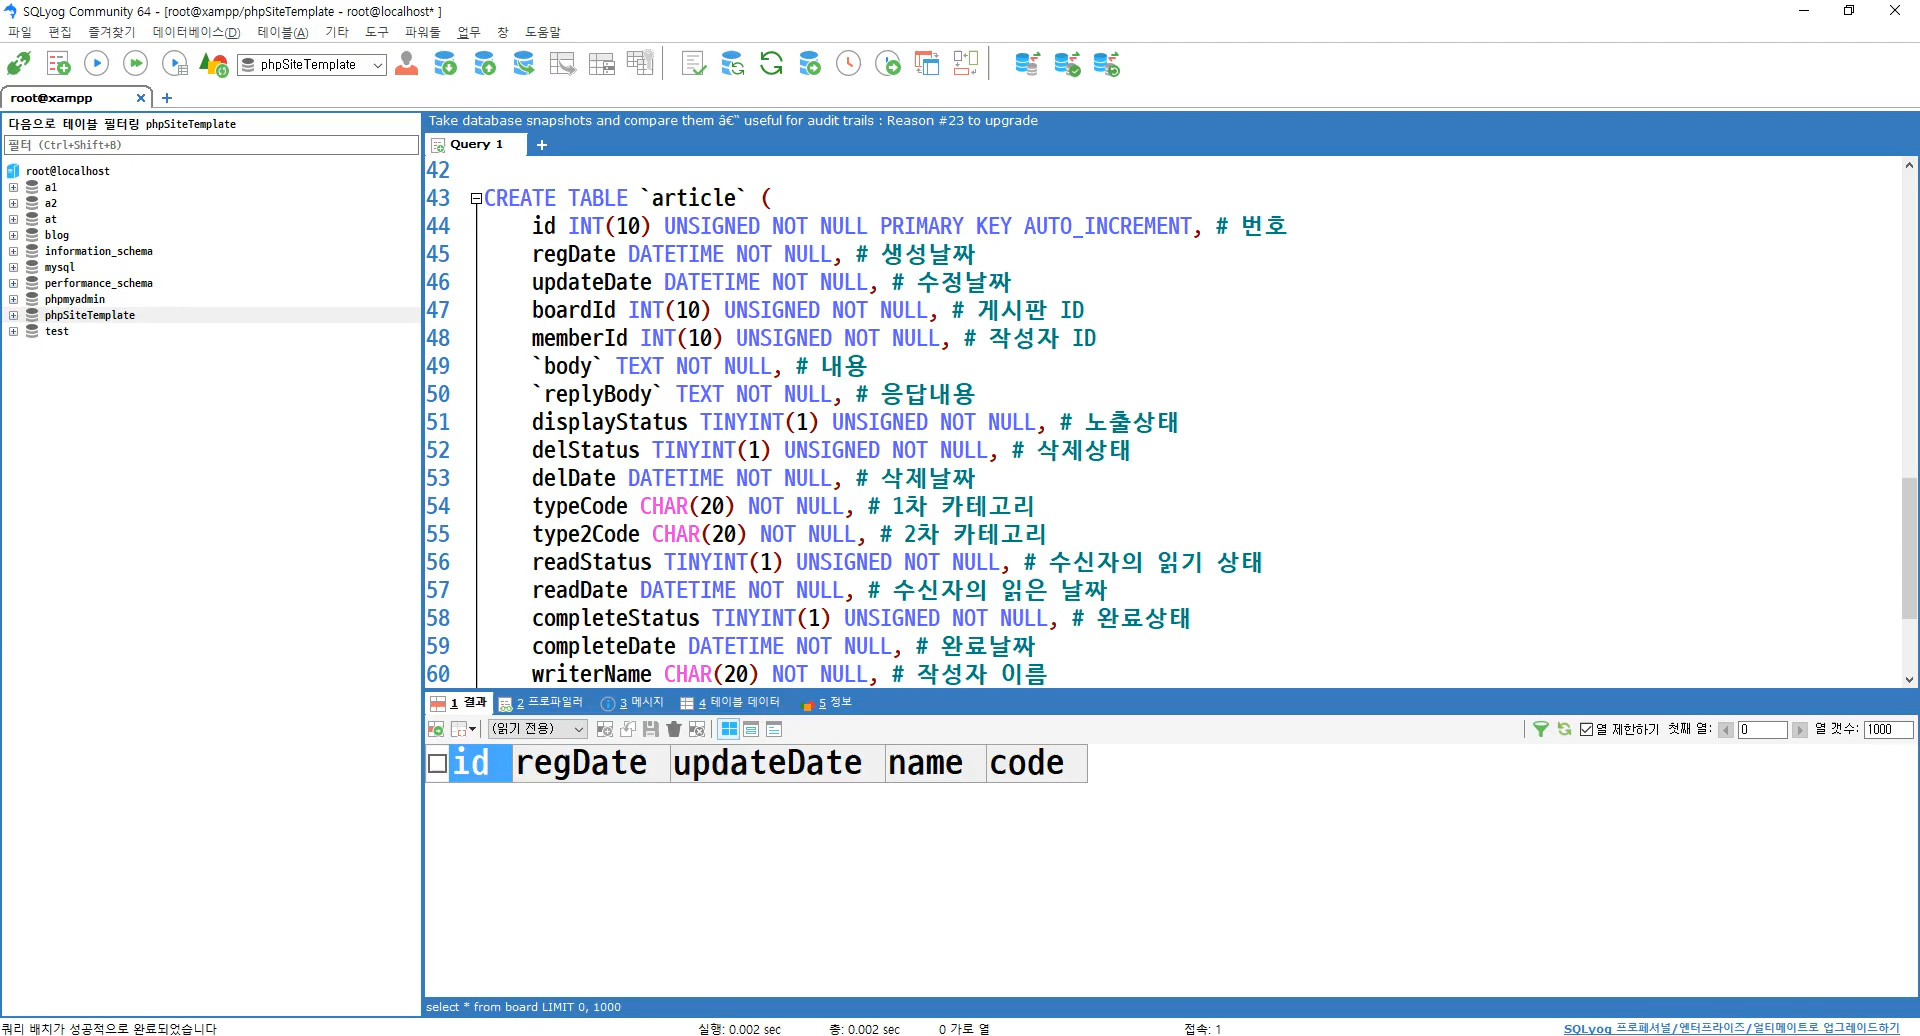 SQLyog Community 64 - [root@xampp/phpSiteTemplate - root@localhost* ]
파일 편집 즐겨찾기 데이터베이스(D) 테이블(A) 기타 도구 파워툴 업무 창 도움말
phpSiteTemplate
root@xampp
다음으로 테이블 필터링 phpSiteTemplate
필터 (Ctrl+Shift+B)
root@localhost
a1
a2
at
blog
information_schema
mysql
performance_schema
phpmyadmin
phpSiteTemplate
test
Take database snapshots and compare them â€“ useful for audit trails : Reason #23 to upgrade
Query 1
42
43 CREATE TABLE `article` (
44 id INT(10) UNSIGNED NOT NULL PRIMARY KEY AUTO_INCREMENT, # 번호
45 regDate DATETIME NOT NULL, # 생성날짜
46 updateDate DATETIME NOT NULL, # 수정날짜
47 boardId INT(10) UNSIGNED NOT NULL, # 게시판 ID
48 memberId INT(10) UNSIGNED NOT NULL, # 작성자 ID
49 `body` TEXT NOT NULL, # 내용
50 `replyBody` TEXT NOT NULL, # 응답내용
51 displayStatus TINYINT(1) UNSIGNED NOT NULL, # 노출상태
52 delStatus TINYINT(1) UNSIGNED NOT NULL, # 삭제상태
53 delDate DATETIME NOT NULL, # 삭제날짜
54 typeCode CHAR(20) NOT NULL, # 1차 카테고리
55 type2Code CHAR(20) NOT NULL, # 2차 카테고리
56 readStatus TINYINT(1) UNSIGNED NOT NULL, # 수신자의 읽기 상태
57 readDate DATETIME NOT NULL, # 수신자의 읽은 날짜
58 completeStatus TINYINT(1) UNSIGNED NOT NULL, # 완료상태
59 completeDate DATETIME NOT NULL, # 완료날짜
60 writerName CHAR(20) NOT NULL, # 작성자 이름
1 결과 2 프로파일러 3 메시지 4 테이블 데이터 5 정보
(읽기 전용) 열 제한하기 첫째 열: 0 열 갯수: 1000
id regDate updateDate name code
select * from board LIMIT 0, 1000
쿼리 배치가 성공적으로 완료되었습니다 실행: 0.002 sec 총: 0.002 sec 0 가로 열 접속: 1 SQLyog 프로페셔널/엔터프라이즈/얼티메이트로 업그레이드하기